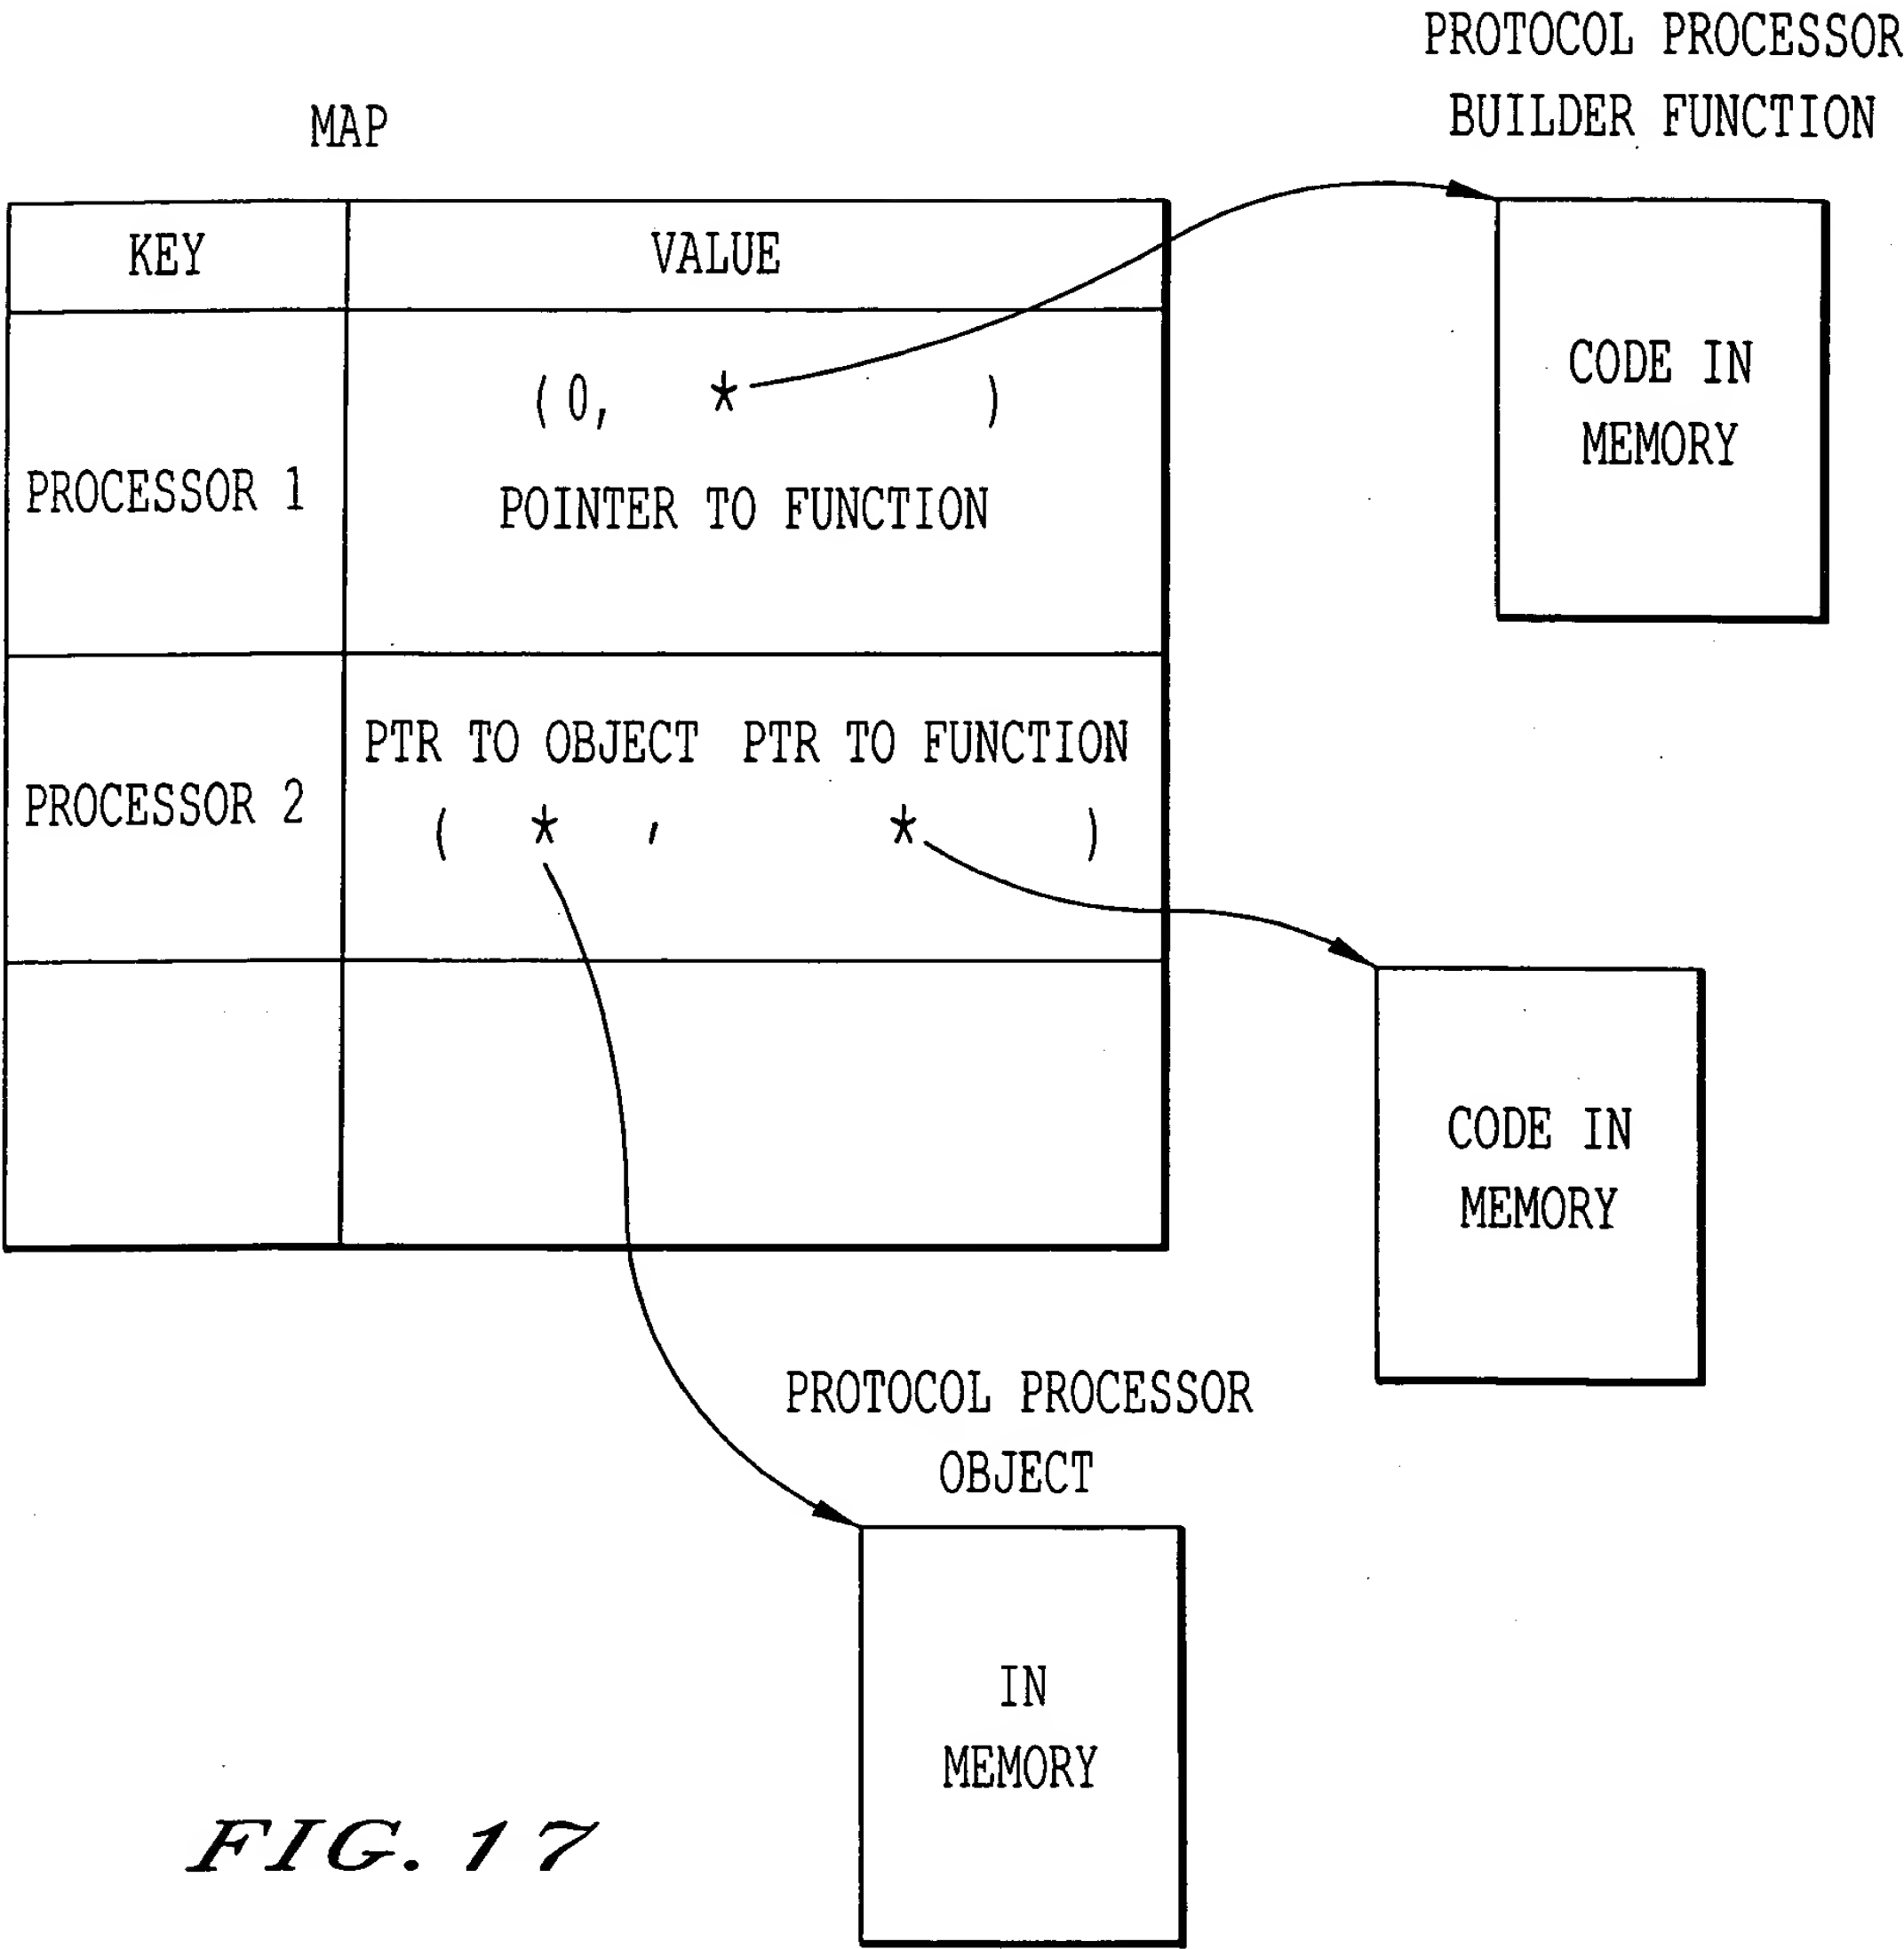 PROTOCOL PROCESSOR
BUILDER FUNCTION
MAP
KEY VALUE
(0, * )
CODE IN
MEMORY
PROCESSOR 1
POINTER TO FUNCTION
PTR TO OBJECT PTR TO FUNCTION
PROCESSOR 2
( * , * )
CODE IN
MEMORY
PROTOCOL PROCESSOR
OBJECT
IN
MEMORY
FIG. 17